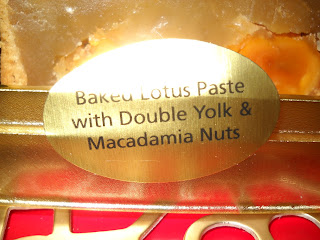 Baked Lotus Paste
with Double Yolk &
Macadamia Nuts